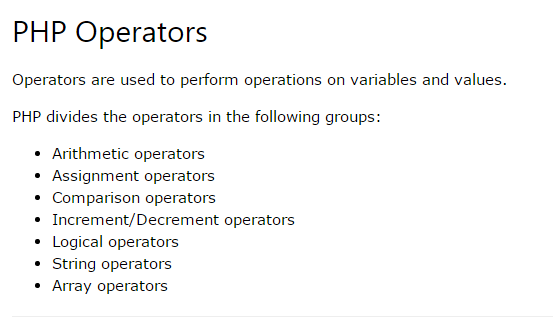 PHP Operators
Operators are used to perform operations on variables and values.
PHP divides the operators in the following groups:
• Arithmetic operators
• Assignment operators
• Comparison operators
• Increment/Decrement operators
• Logical operators
• String operators
• Array operators